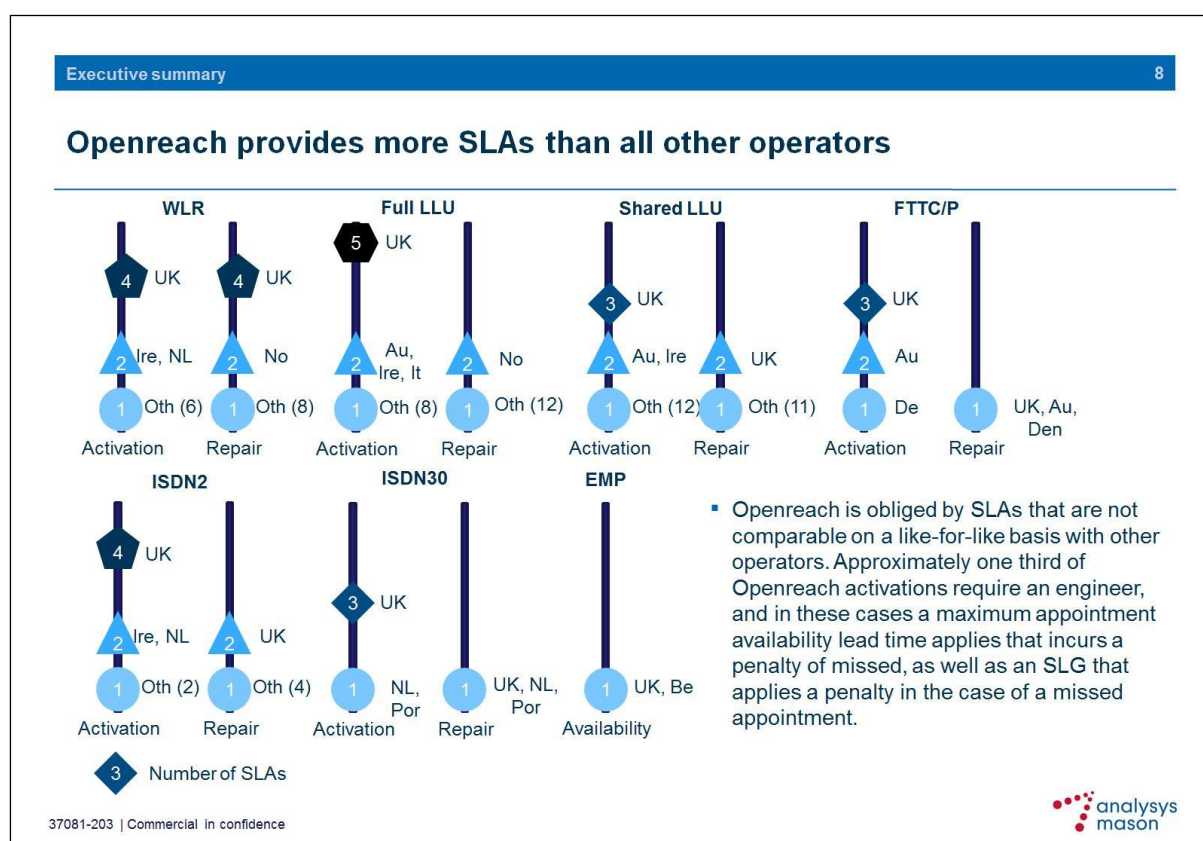 Executive summary 8
Openreach provides more SLAs than all other operators
WLR
Full LLU
Shared LLU
FTTC/P
4 UK
2 Ire, NL
1 Oth (6)
Activation
4 UK
2 No
1 Oth (8)
Repair
5 UK
2 Au,
Ire, It
1 Oth (8)
Activation
2 No
1 Oth (12)
Repair
3 UK
2 Au, Ire
1 Oth (12)
Activation
2 UK
1 Oth (11)
Repair
3 UK
2 Au
1 De
Activation
1 UK, Au,
Den
Repair
ISDN2
ISDN30
EMP
4 UK
2 Ire, NL
1 Oth (2)
Activation
2 UK
1 Oth (4)
Repair
3 UK
1 NL,
Por
Activation
1 UK, NL,
Por
Repair
1 UK, Be
Availability
▪ Openreach is obliged by SLAs that are not
comparable on a like-for-like basis with other
operators. Approximately one third of
Openreach activations require an engineer,
and in these cases a maximum appointment
availability lead time applies that incurs a
penalty of missed, as well as an SLG that
applies a penalty in the case of a missed
appointment.
3 Number of SLAs
37081-203 | Commercial in confidence
analysys
mason